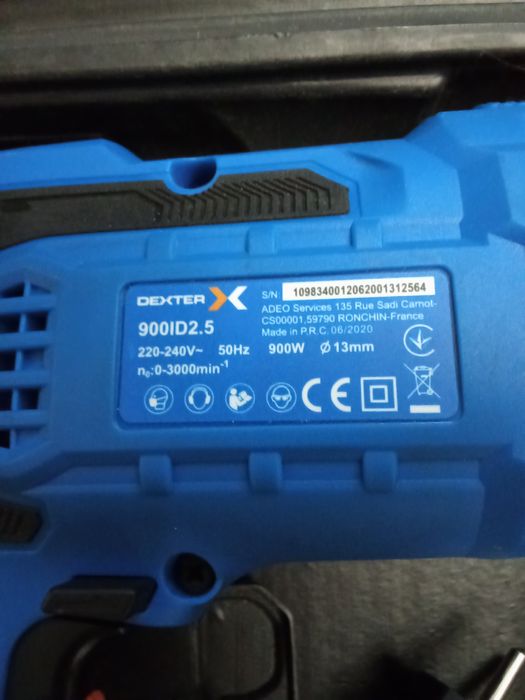 DEXTER
S/N 1098340012062001312564
ADEO Services 135 Rue Sadi Carnot-
CS00001,59790 RONCHIN-France
Made in P.R.C. 06/2020
900ID2.5
220-240V~ 50Hz 900W Ø13mm
n₀:0-3000min⁻¹
CE